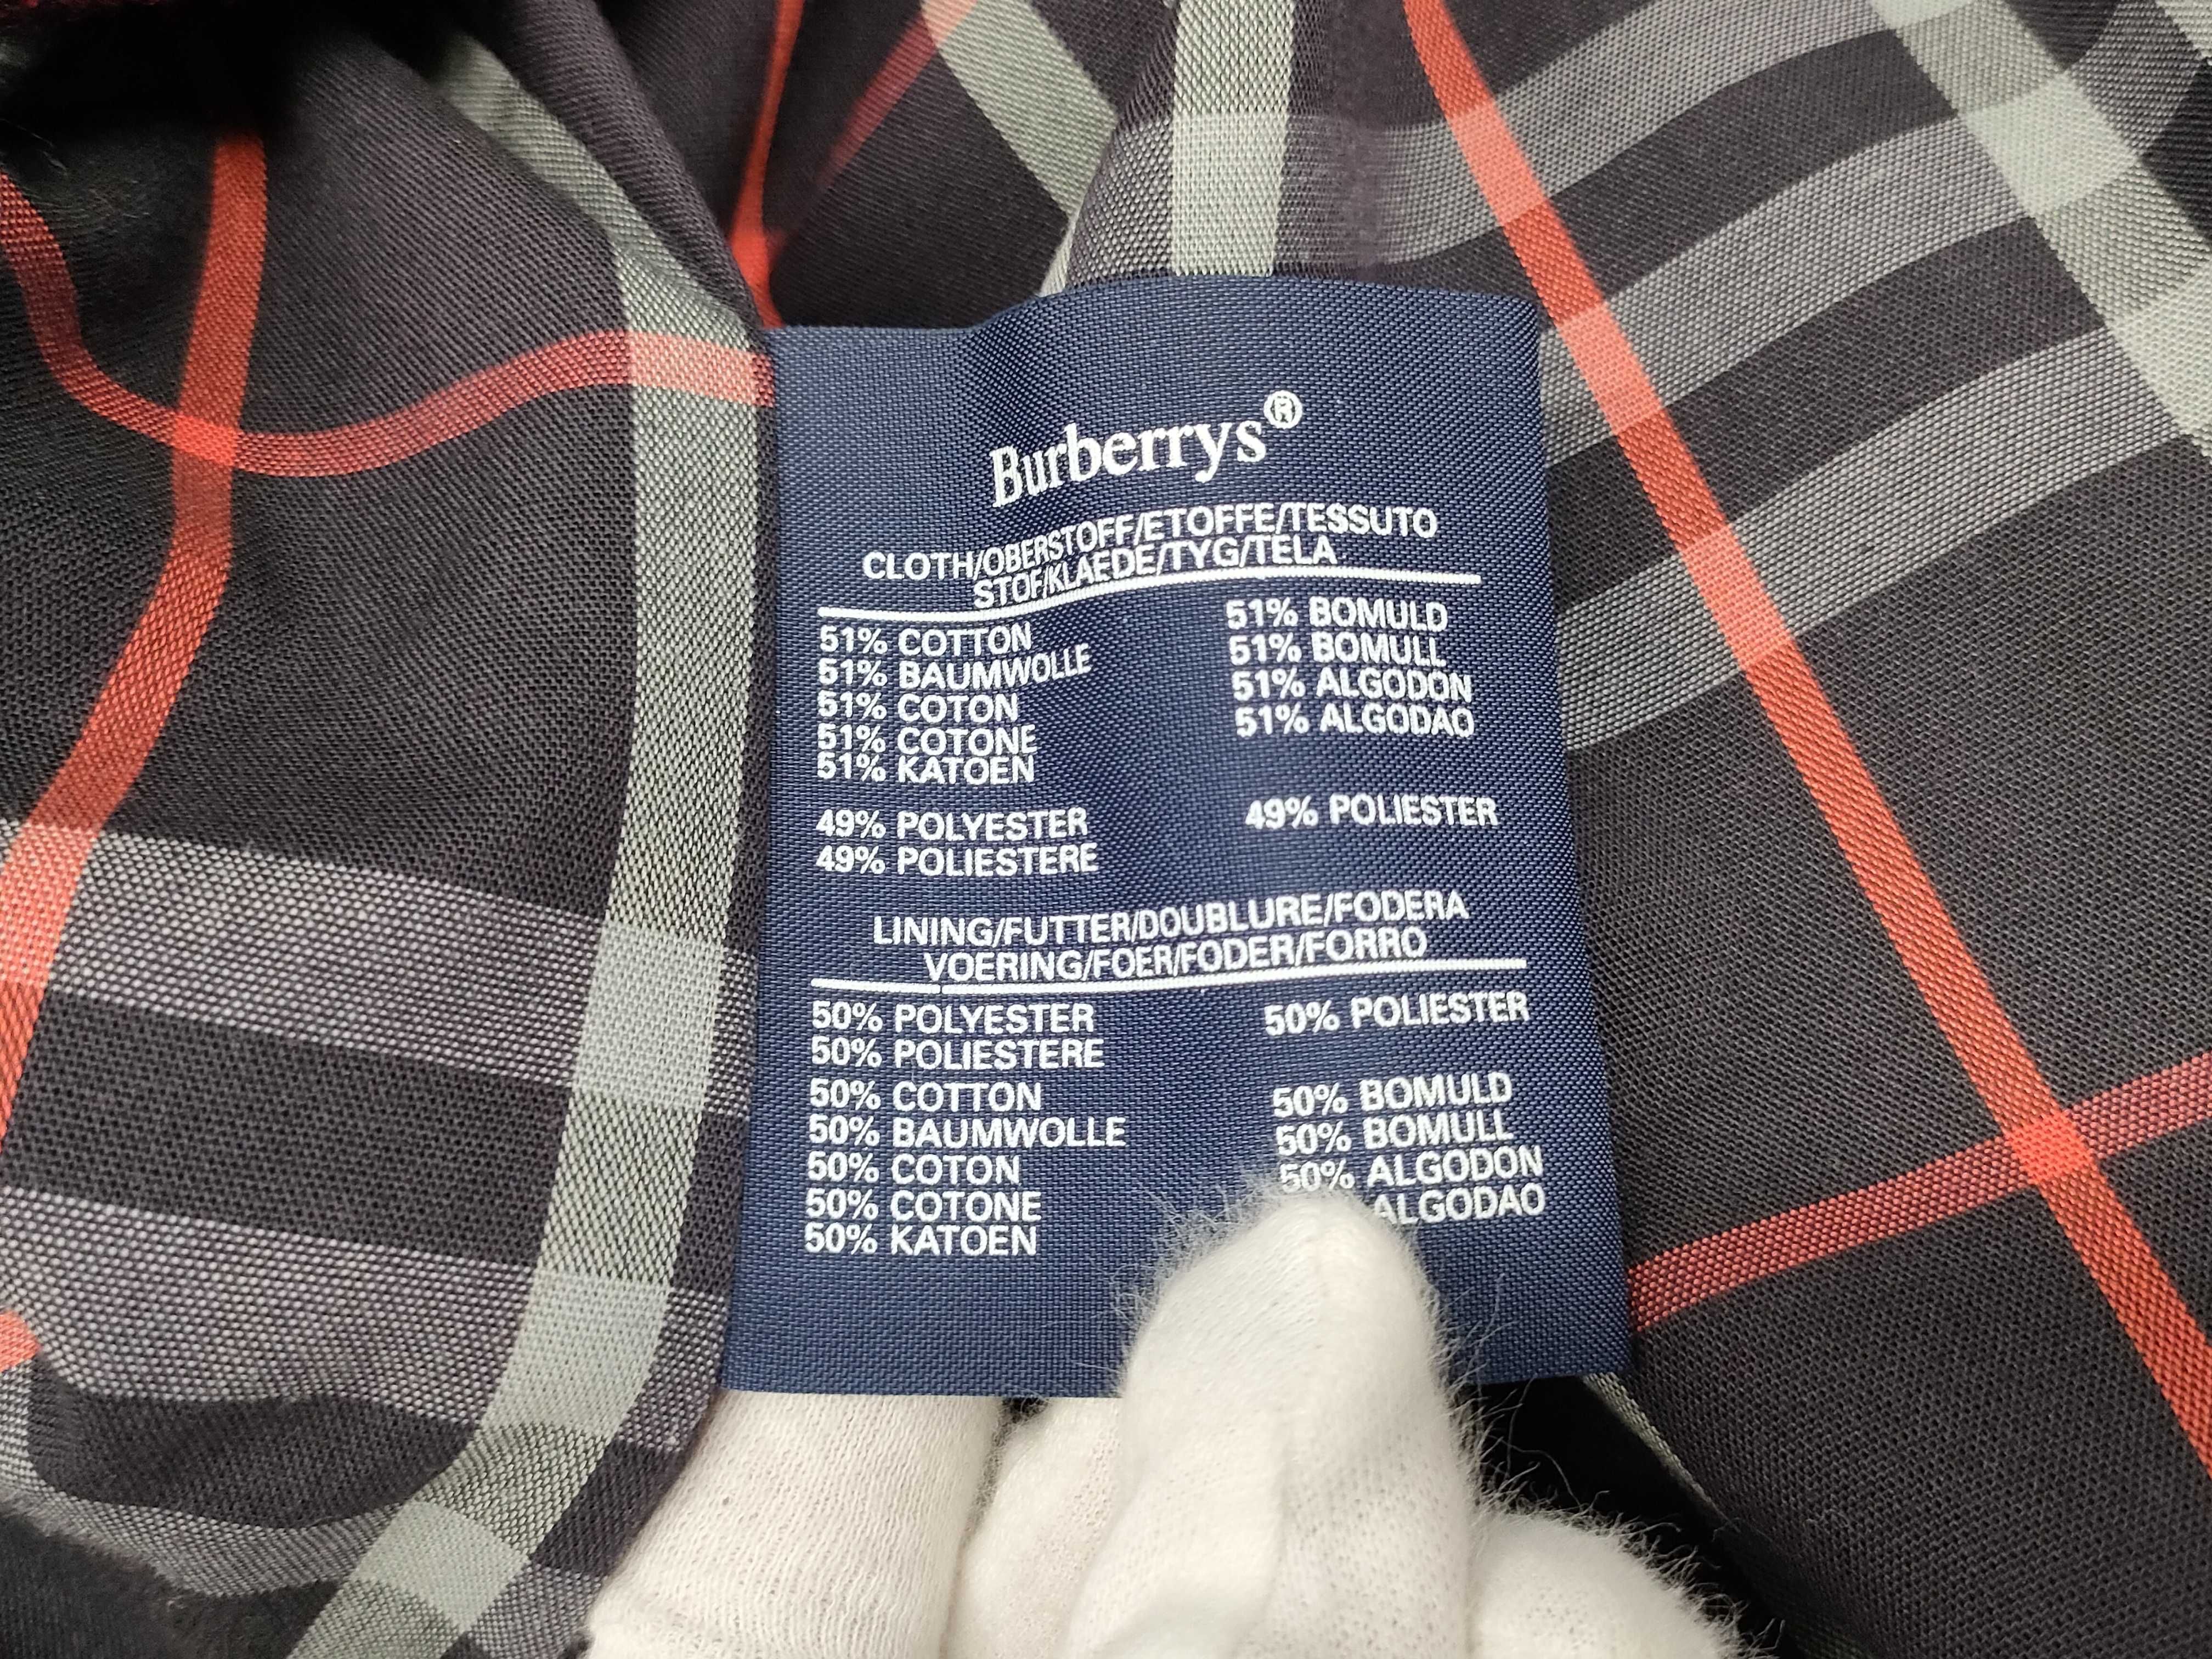 Burberrys®
CLOTH/OBERSTOFF/ETOFFE/TESSUTO
STOF/KLAEDE/TYG/TELA
51% COTTON
51% BAUMWOLLE
51% COTON
51% COTONE
51% KATOEN
51% BOMULD
51% BOMULL
51% ALGODON
51% ALGODAO
49% POLYESTER
49% POLIESTERE
49% POLIESTER
LINING/FUTTER/DOUBLURE/FODERA
VOERING/FOER/FODER/FORRO
50% POLYESTER
50% POLIESTERE
50% POLIESTER
50% COTTON
50% BAUMWOLLE
50% COTON
50% COTONE
50% KATOEN
50% BOMULD
50% BOMULL
50% ALGODON
ALGODAO